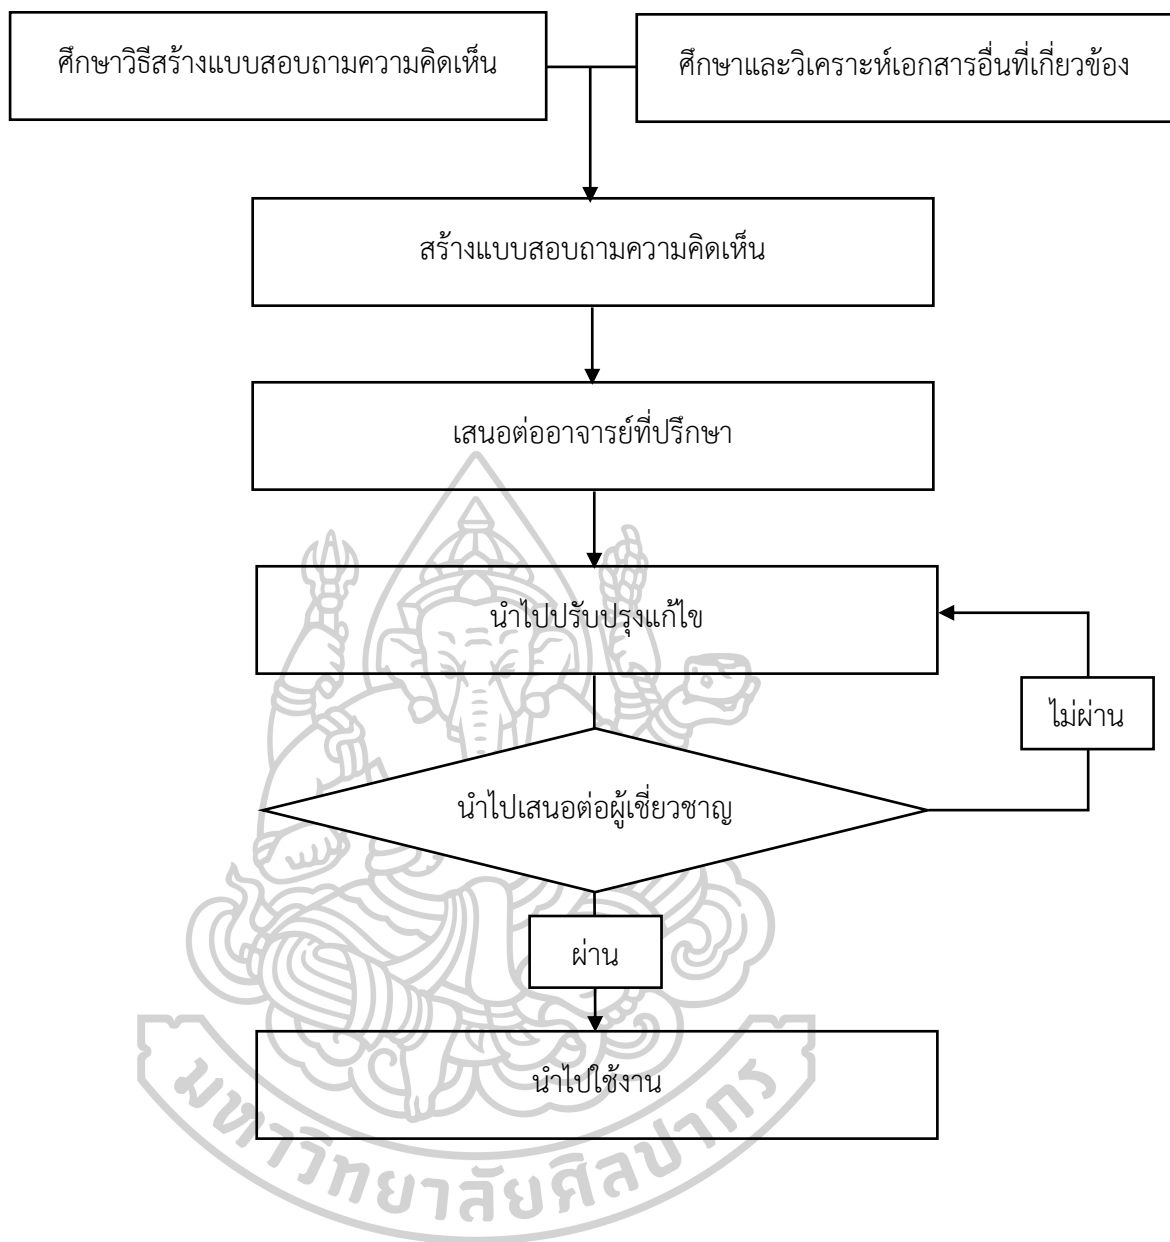 ศึกษาวิธีสร้างแบบสอบถามความคิดเห็น
ศึกษาและวิเคราะห์เอกสารอื่นที่เกี่ยวข้อง
สร้างแบบสอบถามความคิดเห็น
เสนอต่ออาจารย์ที่ปรึกษา
นำไปปรับปรุงแก้ไข
ไม่ผ่าน
นำไปเสนอต่อผู้เชี่ยวชาญ
ผ่าน
นำไปใช้งาน
มหาวิทยาลัยศิลปากร